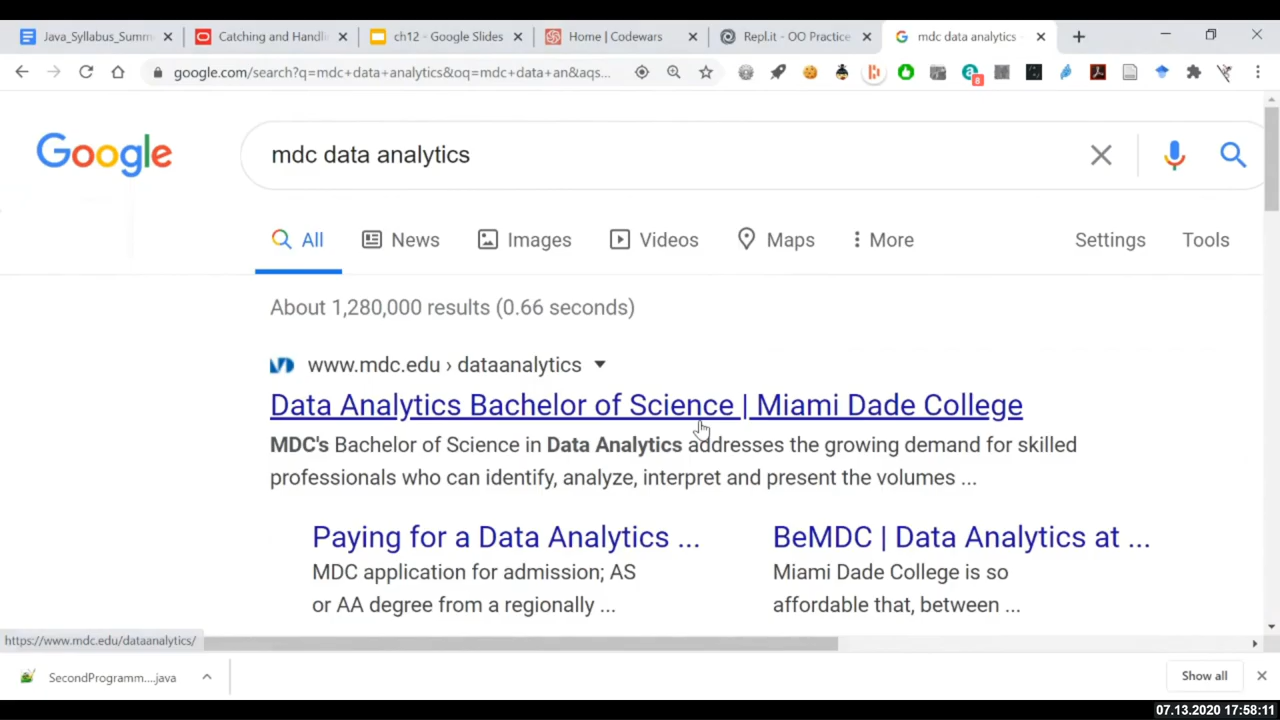 Java_Syllabus_Summ
Catching and Handli
ch12 - Google Slides
Home | Codewars
Repl.it - OO Practice
mdc data analytics -
google.com/search?q=mdc+data+analytics&oq=mdc+data+an&aqs...
8
Google
mdc data analytics
All
News
Images
Videos
Maps
More
Settings
Tools
About 1,280,000 results (0.66 seconds)
www.mdc.edu › dataanalytics
Data Analytics Bachelor of Science | Miami Dade College
MDC's Bachelor of Science in Data Analytics addresses the growing demand for skilled
professionals who can identify, analyze, interpret and present the volumes ...
Paying for a Data Analytics ...
MDC application for admission; AS
or AA degree from a regionally ...
BeMDC | Data Analytics at ...
Miami Dade College is so
affordable that, between ...
https://www.mdc.edu/dataanalytics/
SecondProgramm....java
Show all
07.13.2020 17:58:11